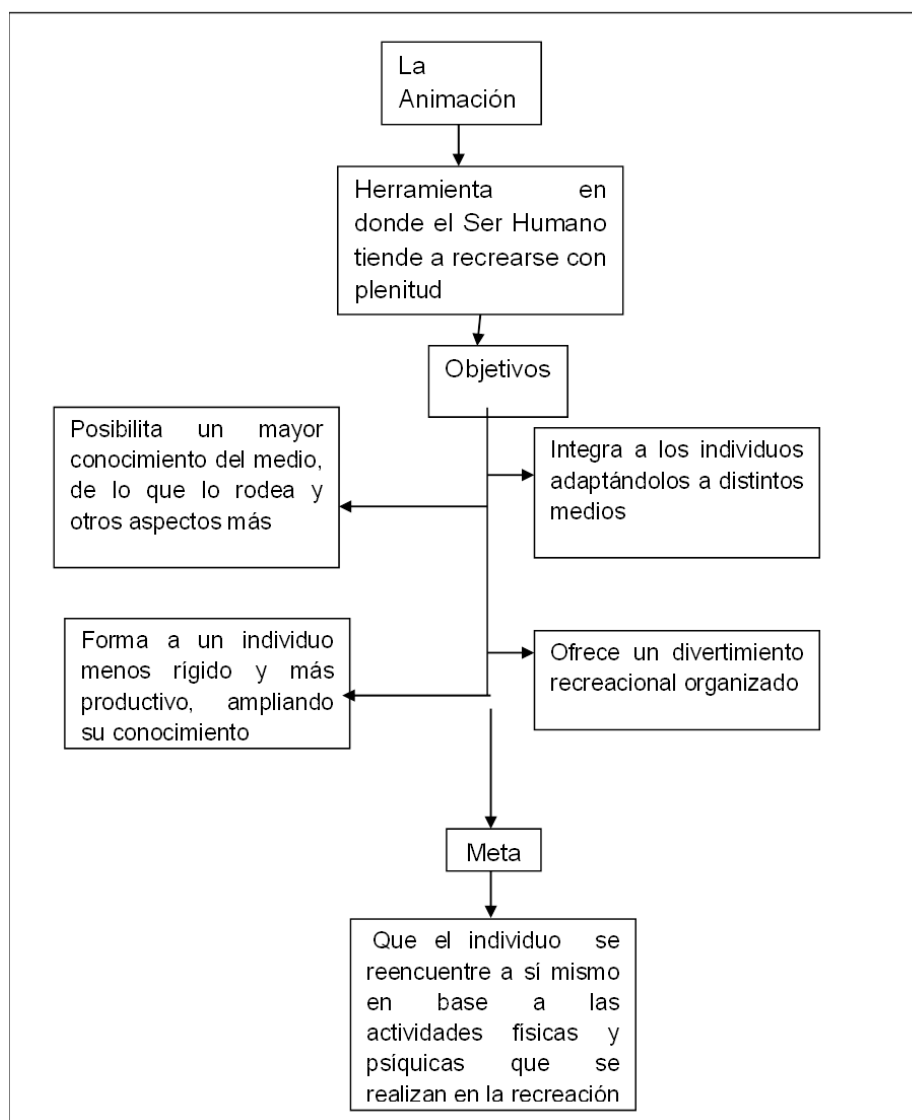 La
Animación
Herramienta en
donde el Ser Humano
tiende a recrearse con
plenitud
Objetivos
Posibilita un mayor
conocimiento del medio,
de lo que lo rodea y
otros aspectos más
Integra a los individuos
adaptándolos a distintos
medios
Forma a un individuo
menos rígido y más
productivo, ampliando
su conocimiento
Ofrece un divertimiento
recreacional organizado
Meta
Que el individuo se
reencuentre a sí mismo
en base a las
actividades físicas y
psíquicas que se
realizan en la recreación